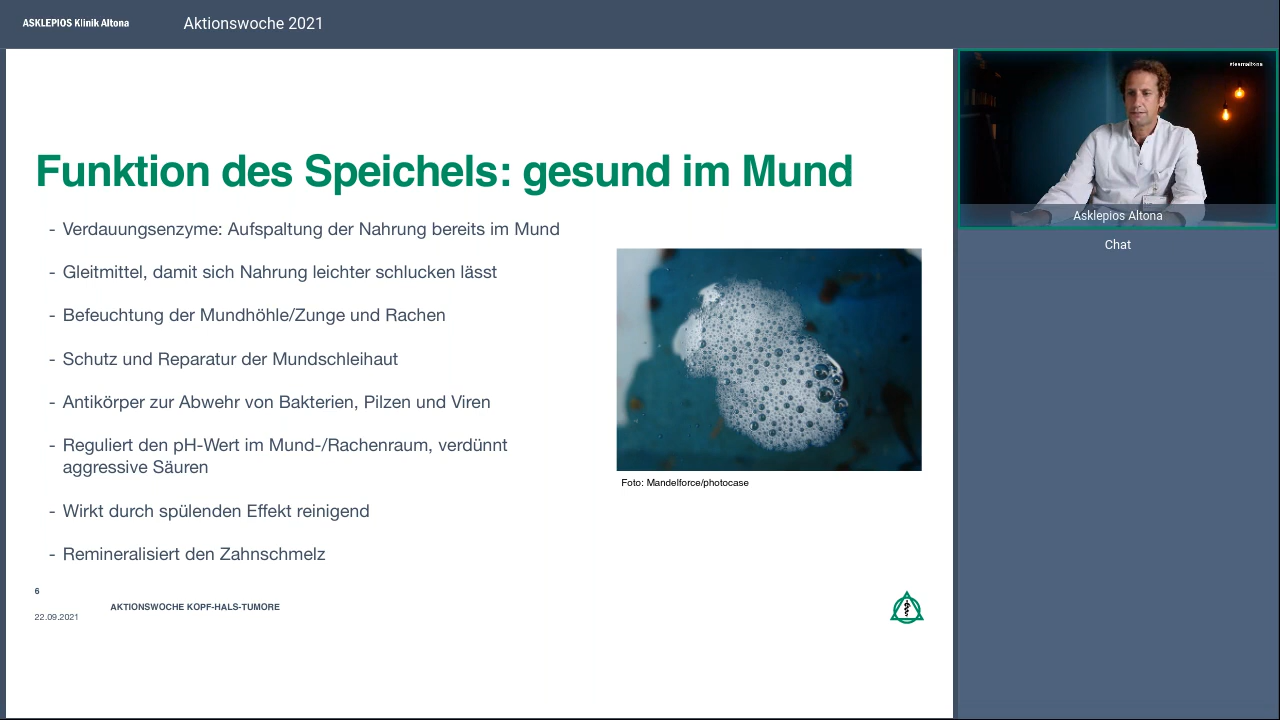 ASKLEPIOS Klinik Altona
Aktionswoche 2021
#teamaltona
Funktion des Speichels: gesund im Mund
- Verdauungsenzyme: Aufspaltung der Nahrung bereits im Mund
- Gleitmittel, damit sich Nahrung leichter schlucken lässt
- Befeuchtung der Mundhöhle/Zunge und Rachen
- Schutz und Reparatur der Mundschleihaut
- Antikörper zur Abwehr von Bakterien, Pilzen und Viren
- Reguliert den pH-Wert im Mund-/Rachenraum, verdünnt
aggressive Säuren
- Wirkt durch spülenden Effekt reinigend
- Remineralisiert den Zahnschmelz
Foto: Mandelforce/photocase
6
AKTIONSWOCHE KOPF-HALS-TUMORE
22.09.2021
Asklepios Altona
Chat